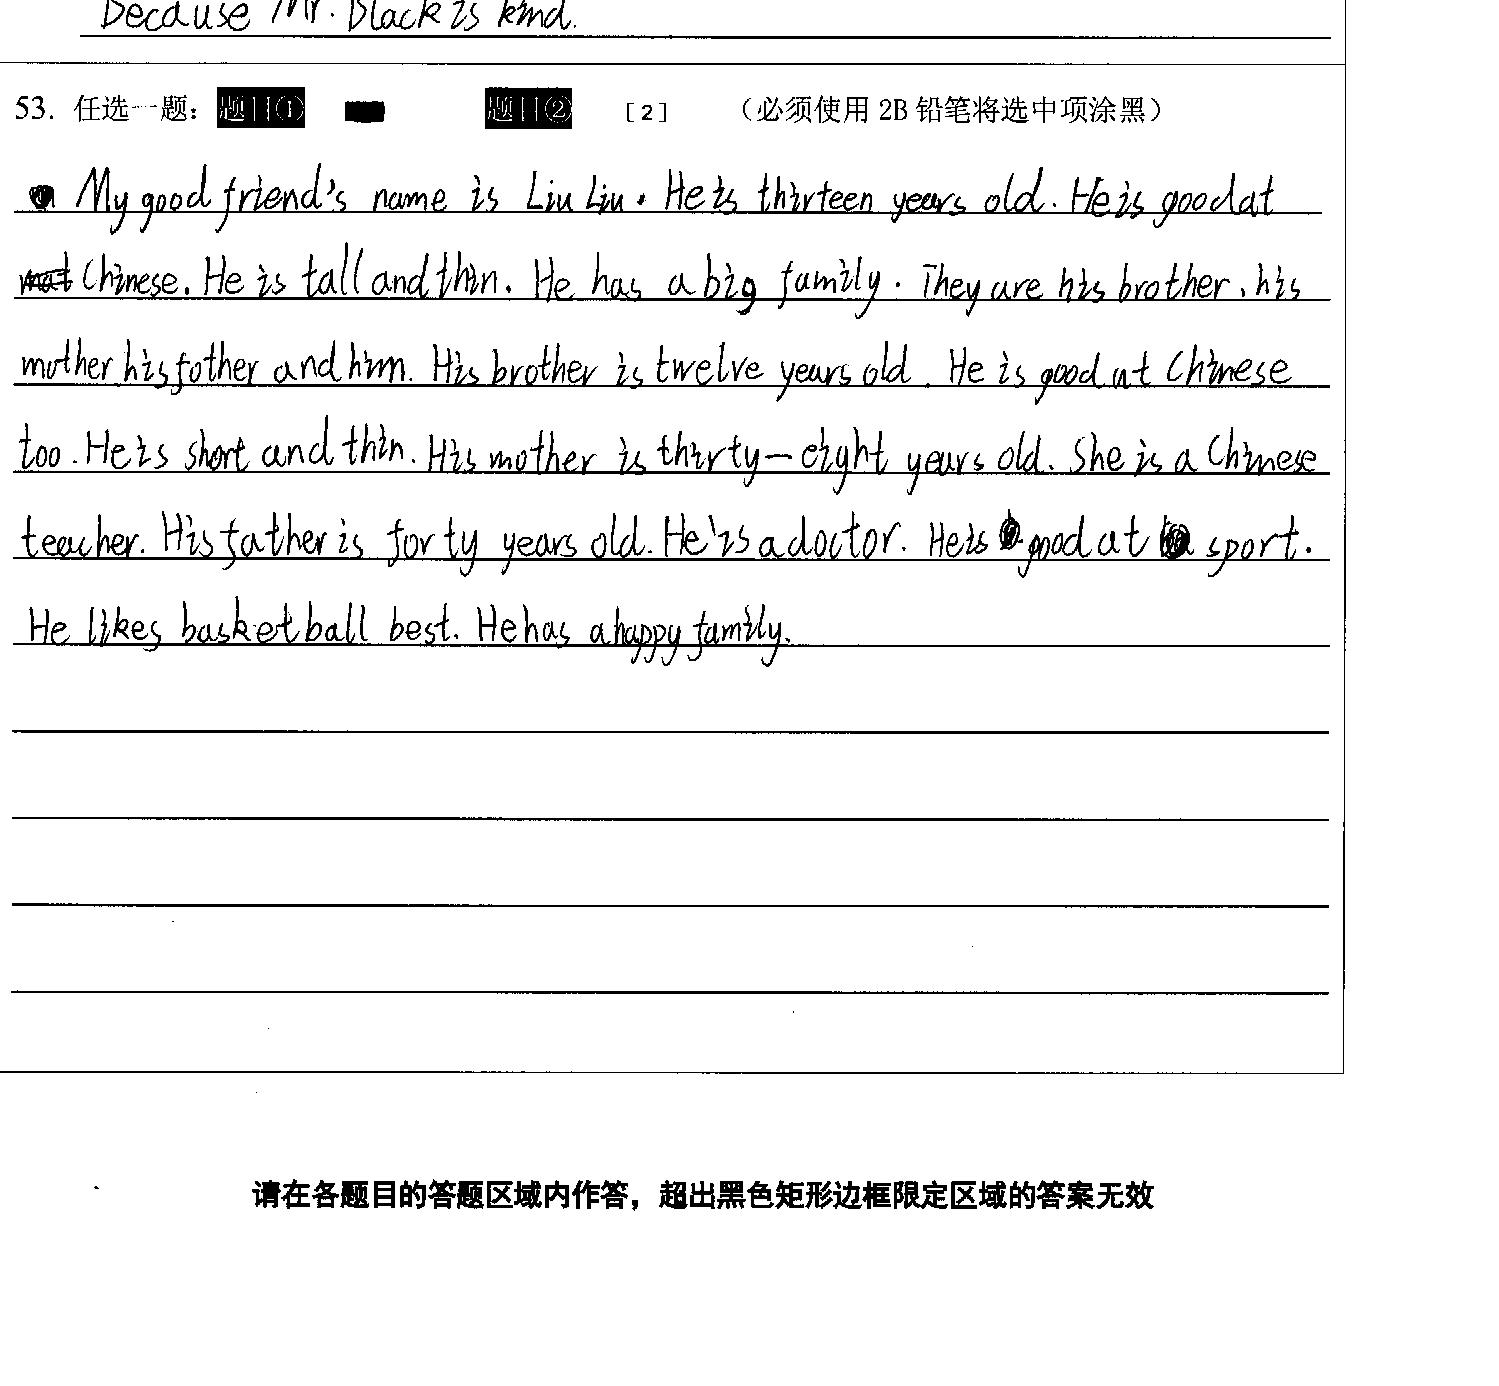 Because Mr. Black is kind.
53. 任选一题: 题目① 题目② [2] (必须使用 2B 铅笔将选中项涂黑)
My good friend's name is Liu Liu. He is thirteen years old. He is good at
Chinese. He is tall and thin. He has a big family. They are his brother, his
mother his fother and him. His brother is twelve years old. He is good at Chinese
too. He is short and thin. His mother is thirty-eight years old. She is a Chinese
teacher. His father is forty years old. He'is a doctor. He is good at sport.
He likes basketball best. He has a happy family.
请在各题目的答题区域内作答，超出黑色矩形边框限定区域的答案无效